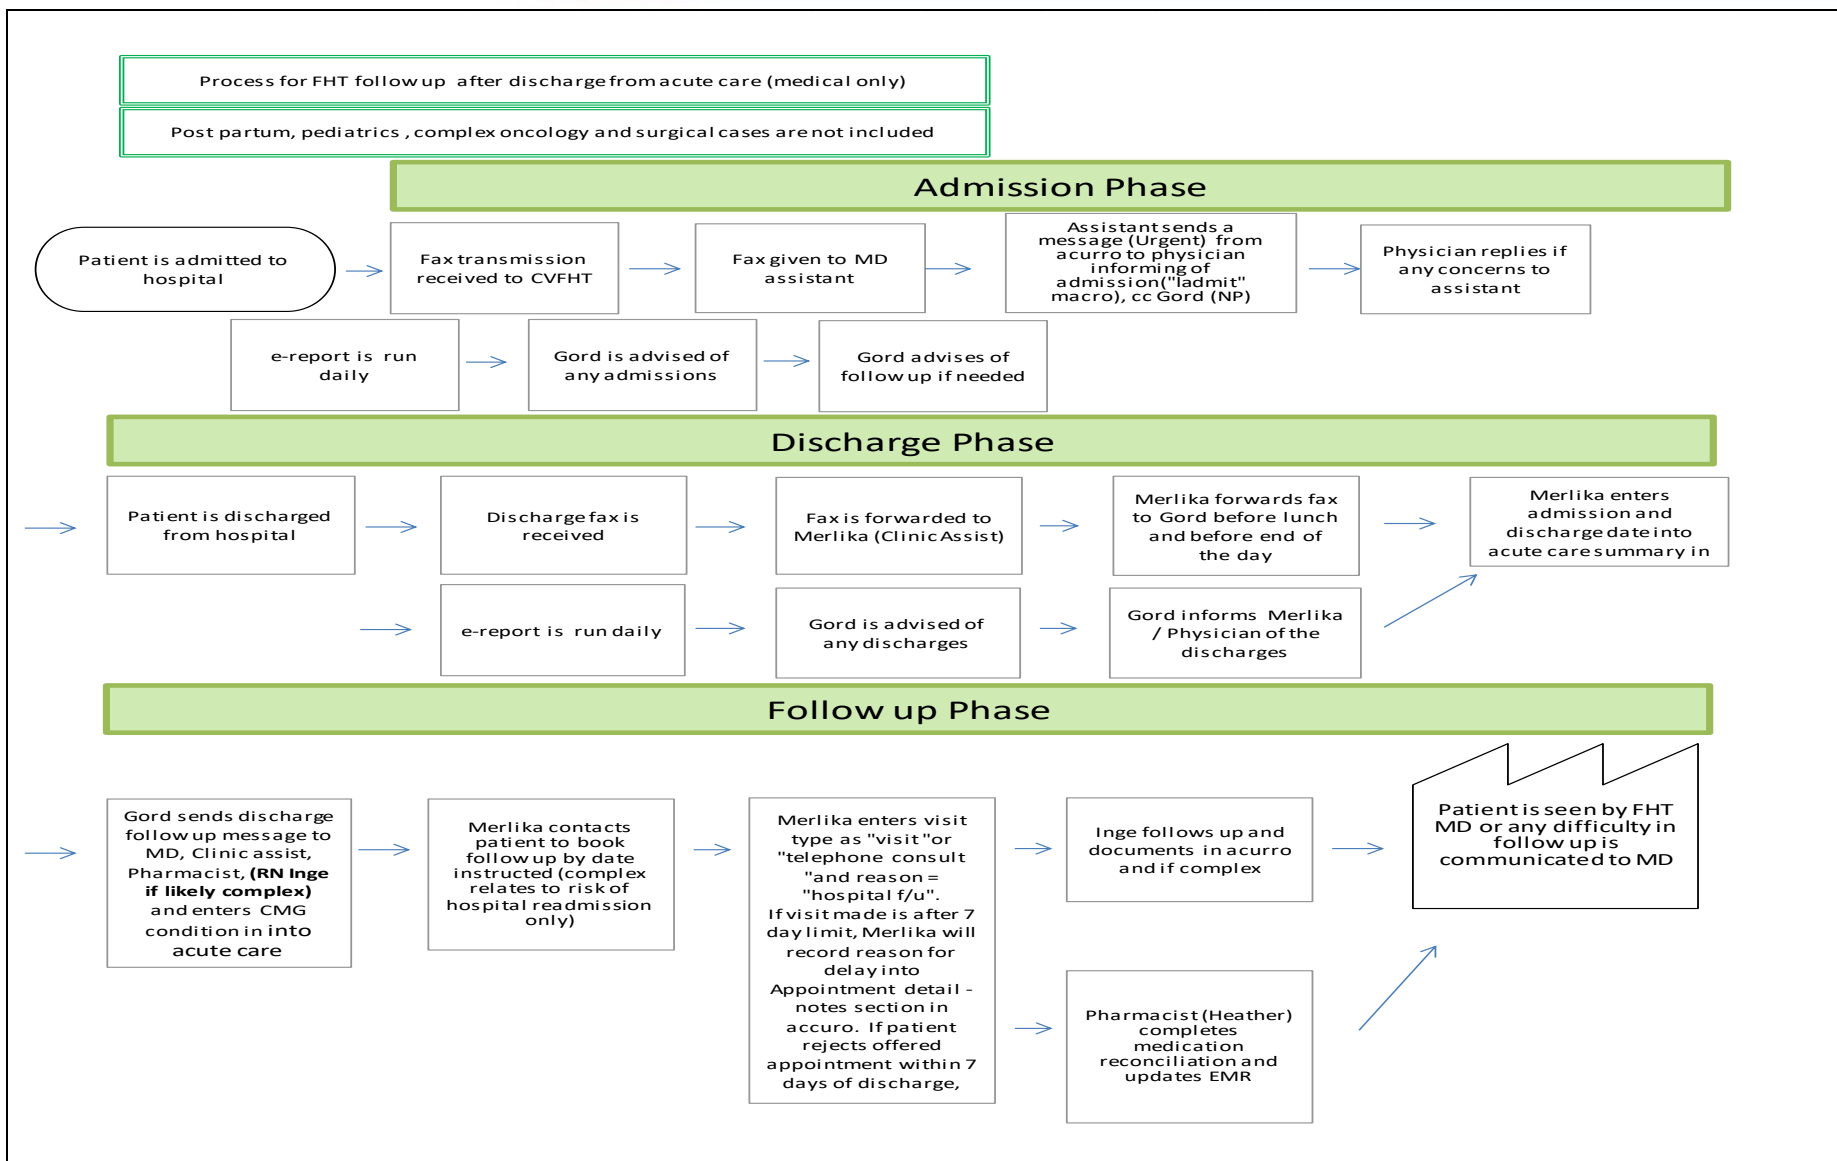 Process for FHT follow up after discharge from acute care (medical only)
Post partum, pediatrics , complex oncology and surgical cases are not included
Admission Phase
Patient is admitted to
hospital
Fax transmission
received to CVFHT
Fax given to MD
assistant
Assistant sends a
message (Urgent) from
acurro to physician
informing of
admission("ladmit"
macro), cc Gord (NP)
Physician replies if
any concerns to
assistant
e-report is run
daily
Gord is advised of
any admissions
Gord advises of
follow up if needed
Discharge Phase
Patient is discharged
from hospital
Discharge fax is
received
Fax is forwarded to
Merlika (Clinic Assist)
Merlika forwards fax
to Gord before lunch
and before end of
the day
Merlika enters
admission and
discharge date into
acute care summary in
e-report is run daily
Gord is advised of
any discharges
Gord informs Merlika
/ Physician of the
discharges
Follow up Phase
Gord sends discharge
follow up message to
MD, Clinic assist,
Pharmacist, (RN Inge
if likely complex)
and enters CMG
condition in into
acute care
Merlika contacts
patient to book
follow up by date
instructed (complex
relates to risk of
hospital readmission
only)
Merlika enters visit
type as "visit "or
"telephone consult
"and reason =
"hospital f/u".
If visit made is after 7
day limit, Merlika will
record reason for
delay into
Appointment detail -
notes section in
accuro. If patient
rejects offered
appointment within 7
days of discharge,
Inge follows up and
documents in acurro
and if complex
Pharmacist (Heather)
completes
medication
reconciliation and
updates EMR
Patient is seen by FHT
MD or any difficulty in
follow up is
communicated to MD